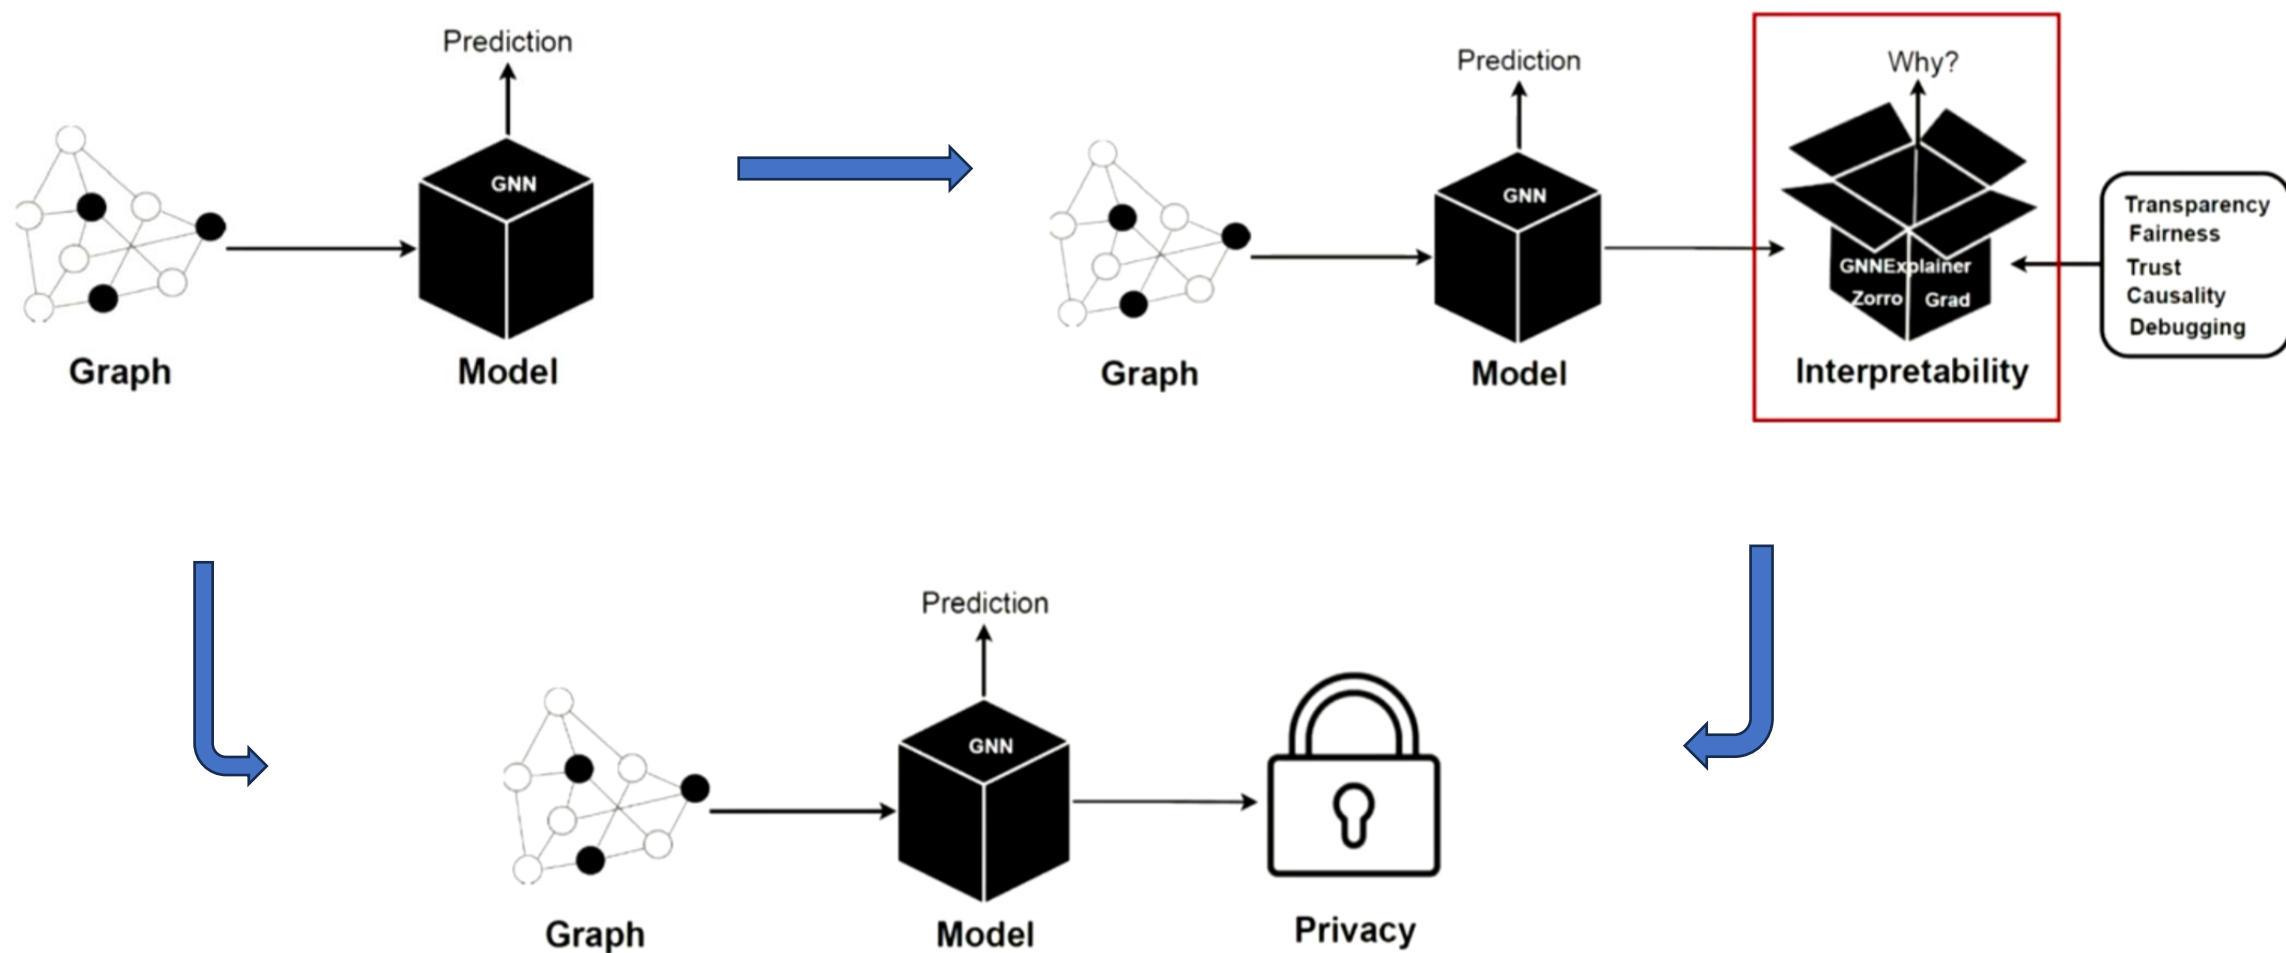 Prediction
GNN
Graph
Model
Prediction
GNN
Graph
Model
Why?
GNNExplainer
Zorro
Grad
Interpretability
Transparency
Fairness
Trust
Causality
Debugging
Prediction
GNN
Graph
Model
Privacy